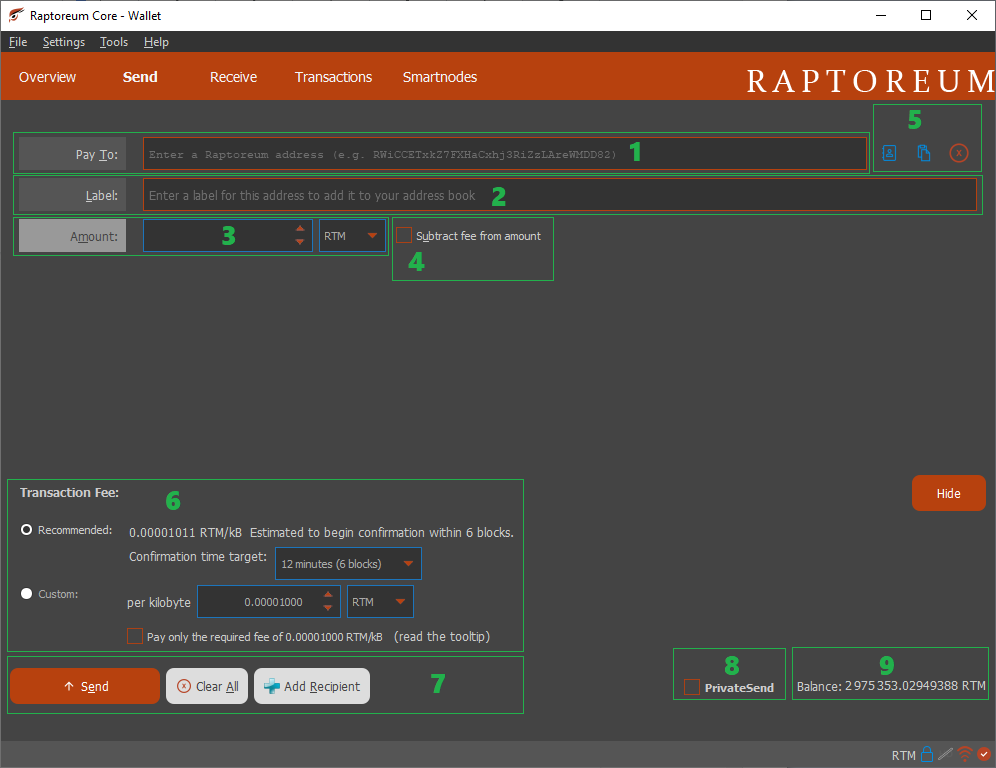 Raptoreum Core - Wallet
File Settings Tools Help
Overview Send Receive Transactions Smartnodes RAPTOREUM
5
Pay To: Enter a Raptoreum address (e.g. RWiCCETxkZ7FXHaCxhj3RiZzLAreWMDD82) 1
Label: Enter a label for this address to add it to your address book 2
Amount: 3 RTM Subtract fee from amount
4
Transaction Fee: 6 Hide
Recommended: 0.00001011 RTM/kB Estimated to begin confirmation within 6 blocks.
Confirmation time target: 12 minutes (6 blocks)
Custom: per kilobyte 0.00001000 RTM
Pay only the required fee of 0.00001000 RTM/kB (read the tooltip)
8 9
Send Clear All Add Recipient 7 PrivateSend Balance: 2 975 353.02949388 RTM
RTM